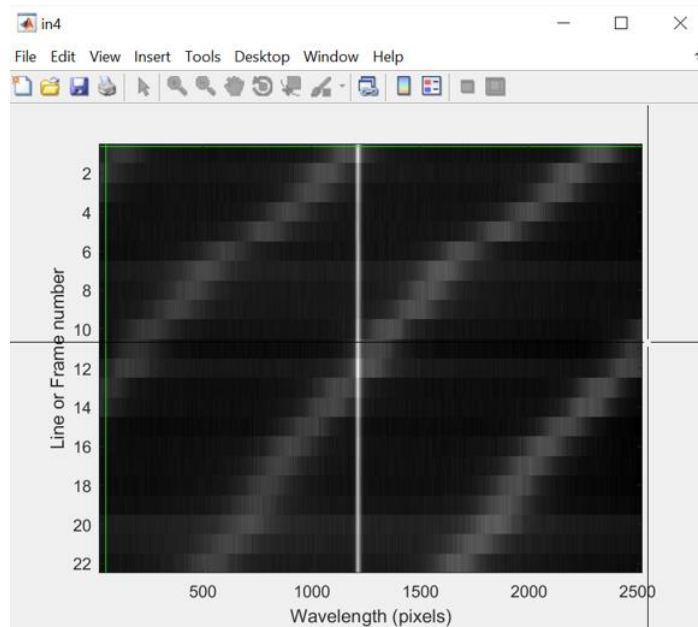 in4
File Edit View Insert Tools Desktop Window Help
2
4
6
8
10
12
14
16
18
20
22
Line or Frame number
500 1000 1500 2000 2500
Wavelength (pixels)